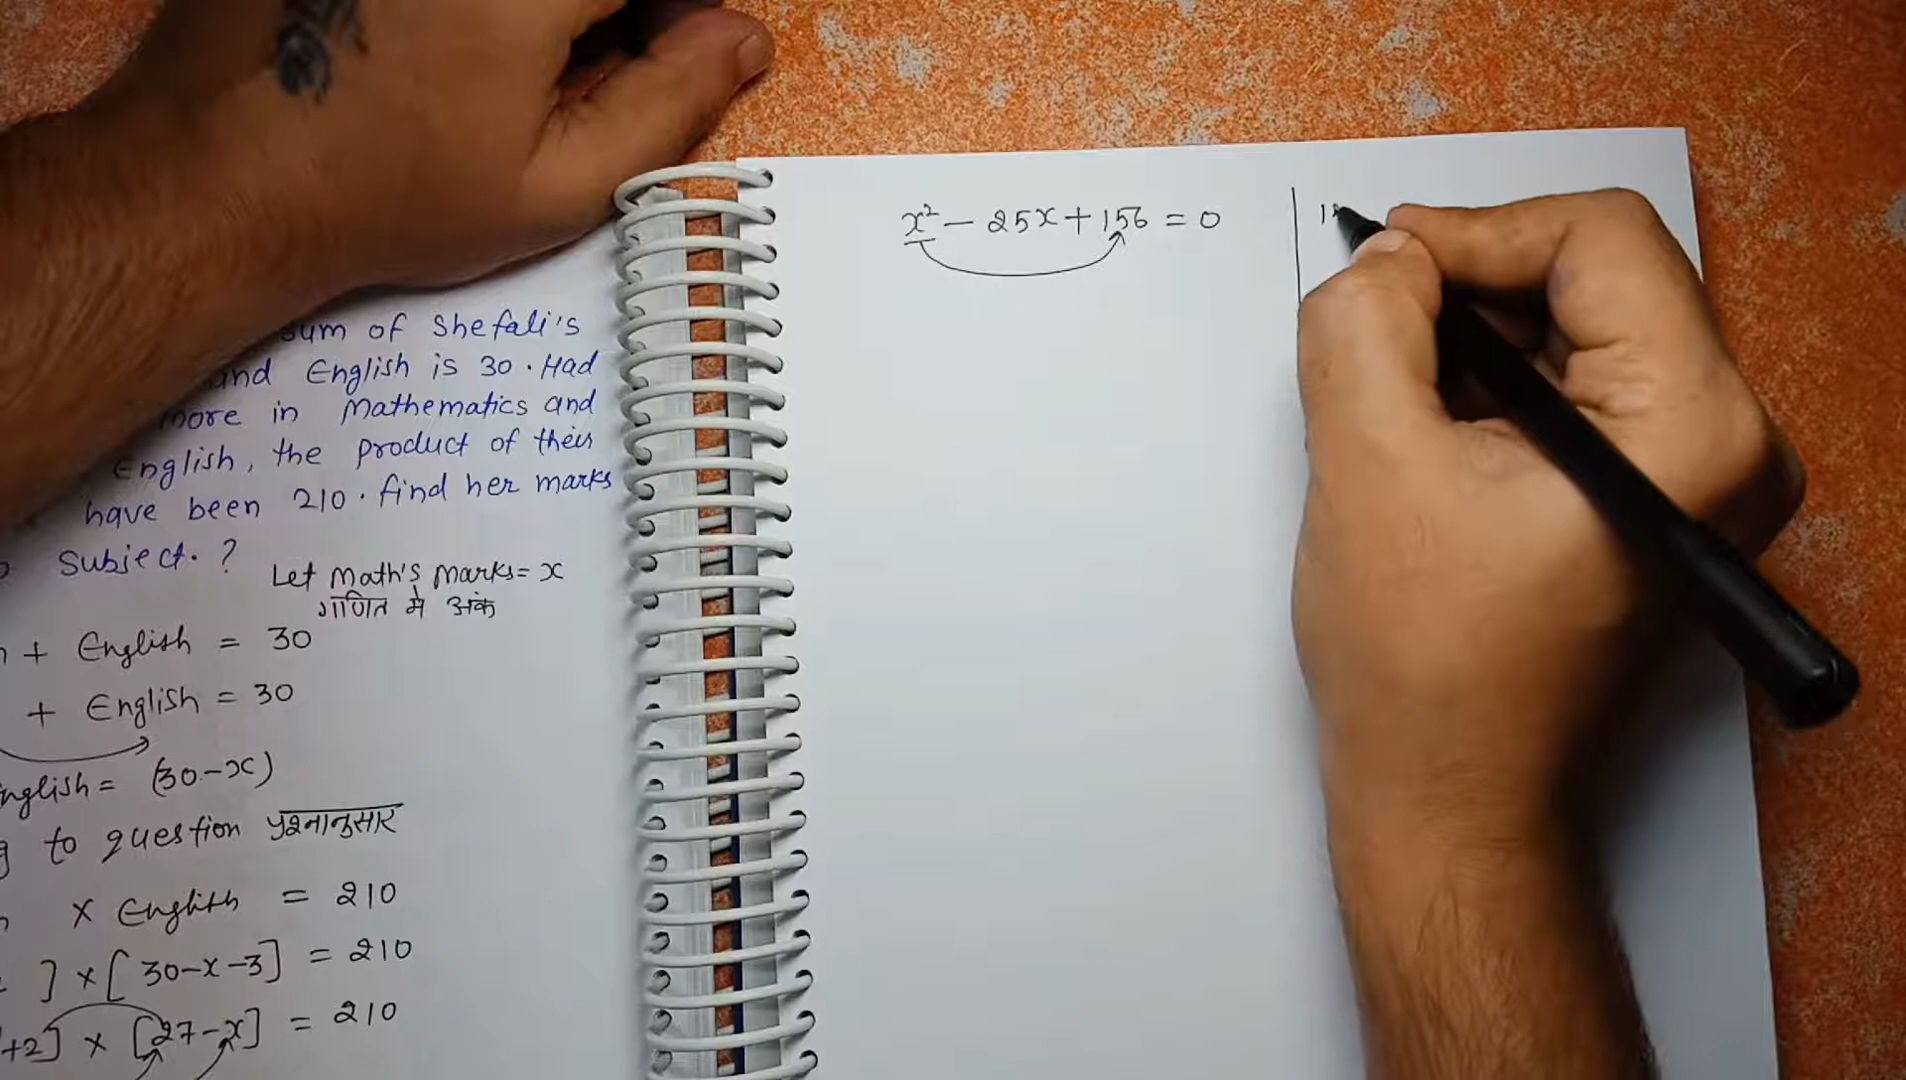 sum of Shefali's
and English is 30. Had
more in Mathematics and
English, the product of their
have been 210. find her marks
Subject. ?
Let Math's Marks = x
गणित मे अंक
+ English = 30
+ English = 30
English = (30-x)
to question प्रश्नानुसार
x English = 210
] x [30-x-3] = 210
+2] x [27-x] = 210
x² - 25x + 156 = 0